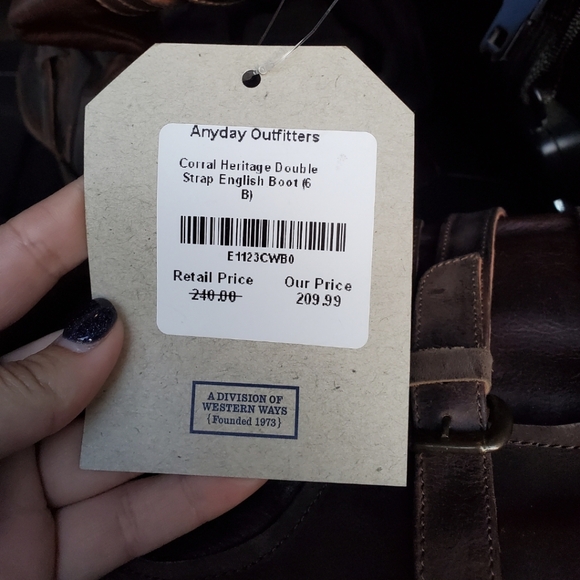 Anyday Outfitters
Corral Heritage Double
Strap English Boot (6
B)
E1123CWB0
Retail Price Our Price
240.00 209.99
A DIVISION OF
WESTERN WAYS
{Founded 1973}